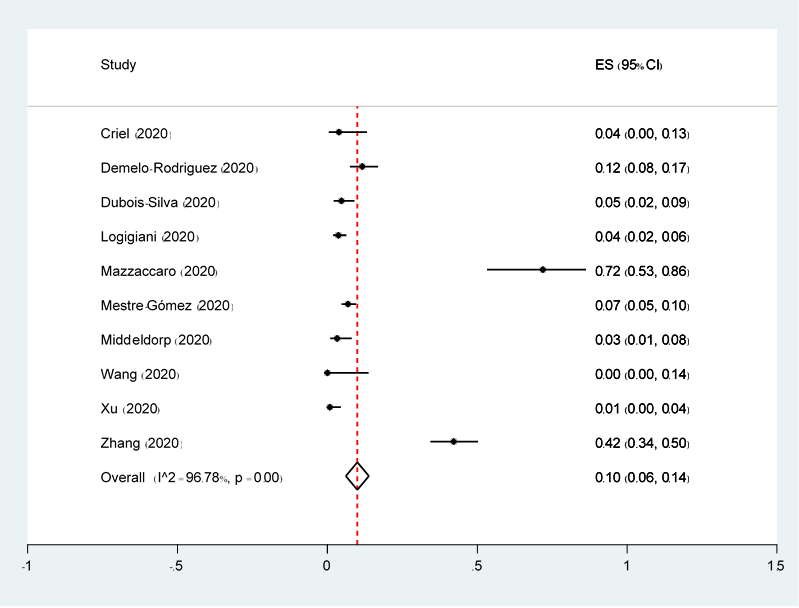 Study ES (95% CI)
Criel (2020) 0.04 (0.00, 0.13)
Demelo-Rodriguez (2020) 0.12 (0.08, 0.17)
Dubois-Silva (2020) 0.05 (0.02, 0.09)
Logigiani (2020) 0.04 (0.02, 0.06)
Mazzaccaro (2020) 0.72 (0.53, 0.86)
Mestre-Gómez (2020) 0.07 (0.05, 0.10)
Middeldorp (2020) 0.03 (0.01, 0.08)
Wang (2020) 0.00 (0.00, 0.14)
Xu (2020) 0.01 (0.00, 0.04)
Zhang (2020) 0.42 (0.34, 0.50)
Overall (I^2 = 96.78%, p = 0.00) 0.10 (0.06, 0.14)
-1 -.5 0 .5 1 1.5